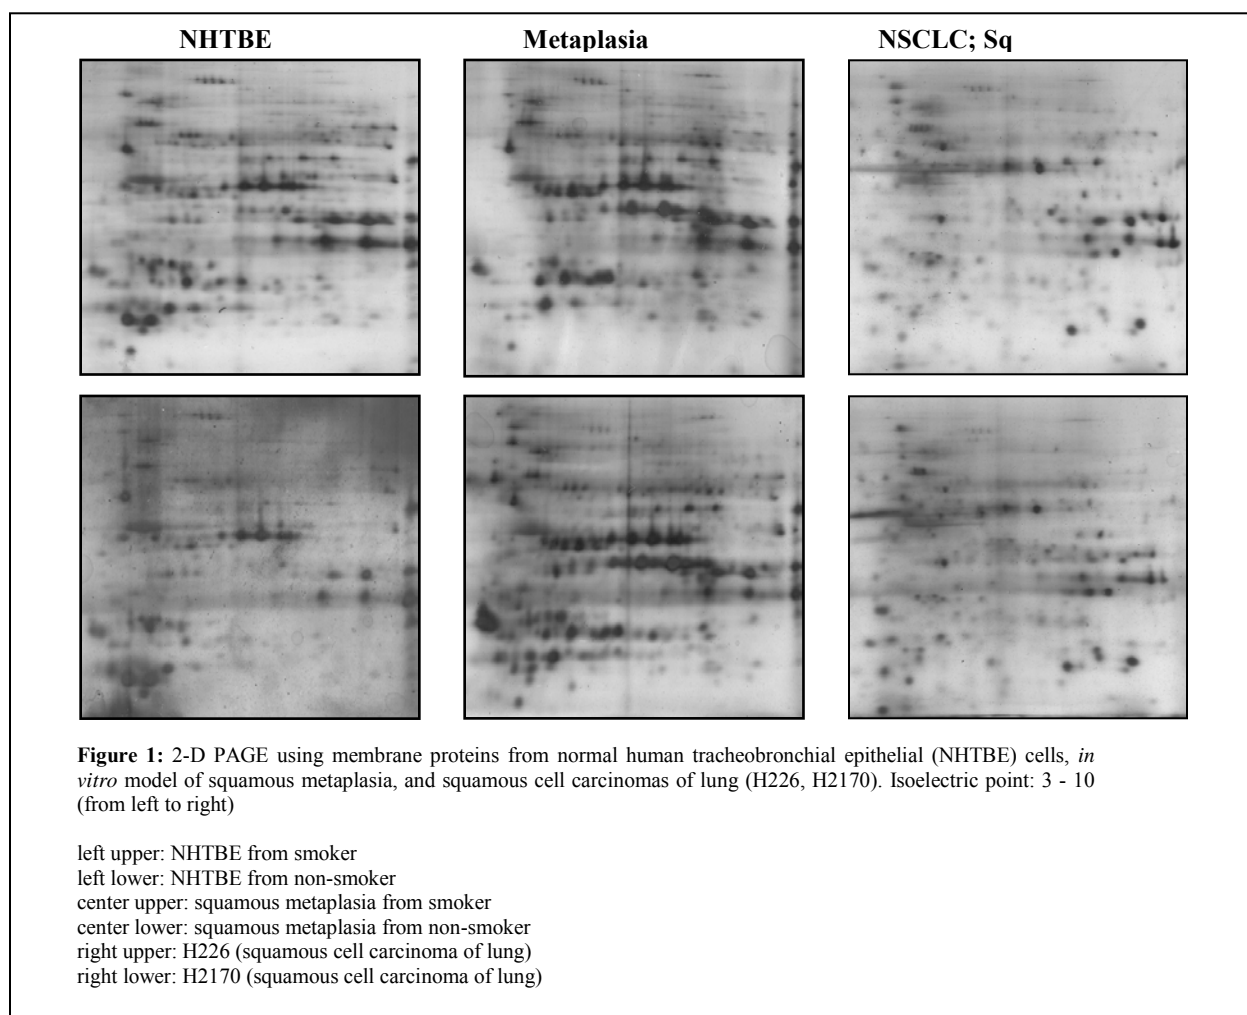 NHTBE
Metaplasia
NSCLC; Sq
Figure 1: 2-D PAGE using membrane proteins from normal human tracheobronchial epithelial (NHTBE) cells, in
vitro model of squamous metaplasia, and squamous cell carcinomas of lung (H226, H2170). Isoelectric point: 3 - 10
(from left to right)
left upper: NHTBE from smoker
left lower: NHTBE from non-smoker
center upper: squamous metaplasia from smoker
center lower: squamous metaplasia from non-smoker
right upper: H226 (squamous cell carcinoma of lung)
right lower: H2170 (squamous cell carcinoma of lung)